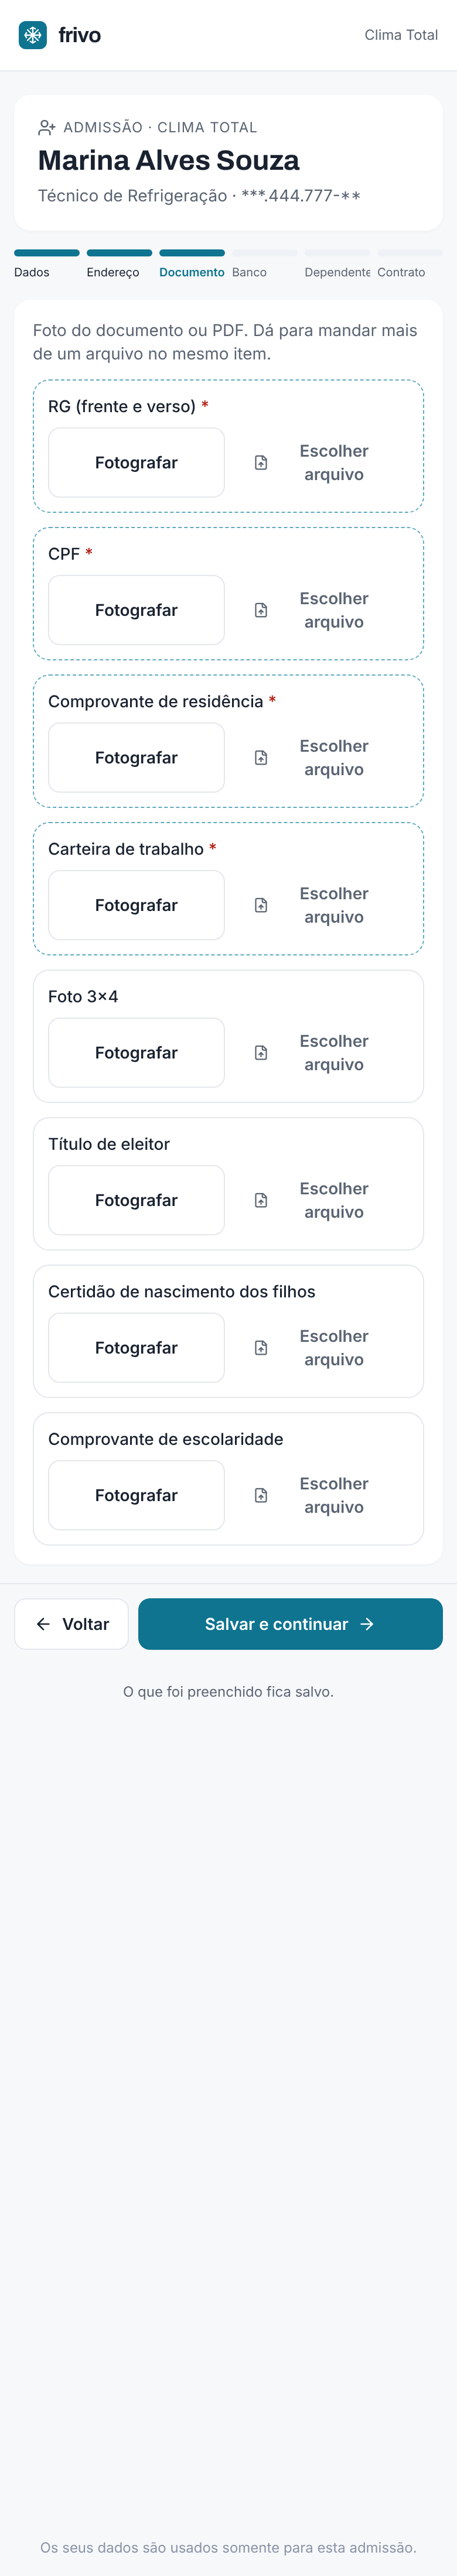 frivo
Clima Total
ADMISSÃO · CLIMA TOTAL
Marina Alves Souza
Técnico de Refrigeração · ***.444.777-**
Dados
Endereço
Documento
Banco
Dependente
Contrato
Foto do documento ou PDF. Dá para mandar mais
de um arquivo no mesmo item.
RG (frente e verso) *
Fotografar
Escolher
arquivo
CPF *
Fotografar
Escolher
arquivo
Comprovante de residência *
Fotografar
Escolher
arquivo
Carteira de trabalho *
Fotografar
Escolher
arquivo
Foto 3×4
Fotografar
Escolher
arquivo
Título de eleitor
Fotografar
Escolher
arquivo
Certidão de nascimento dos filhos
Fotografar
Escolher
arquivo
Comprovante de escolaridade
Fotografar
Escolher
arquivo
Voltar
Salvar e continuar
O que foi preenchido fica salvo.
Os seus dados são usados somente para esta admissão.